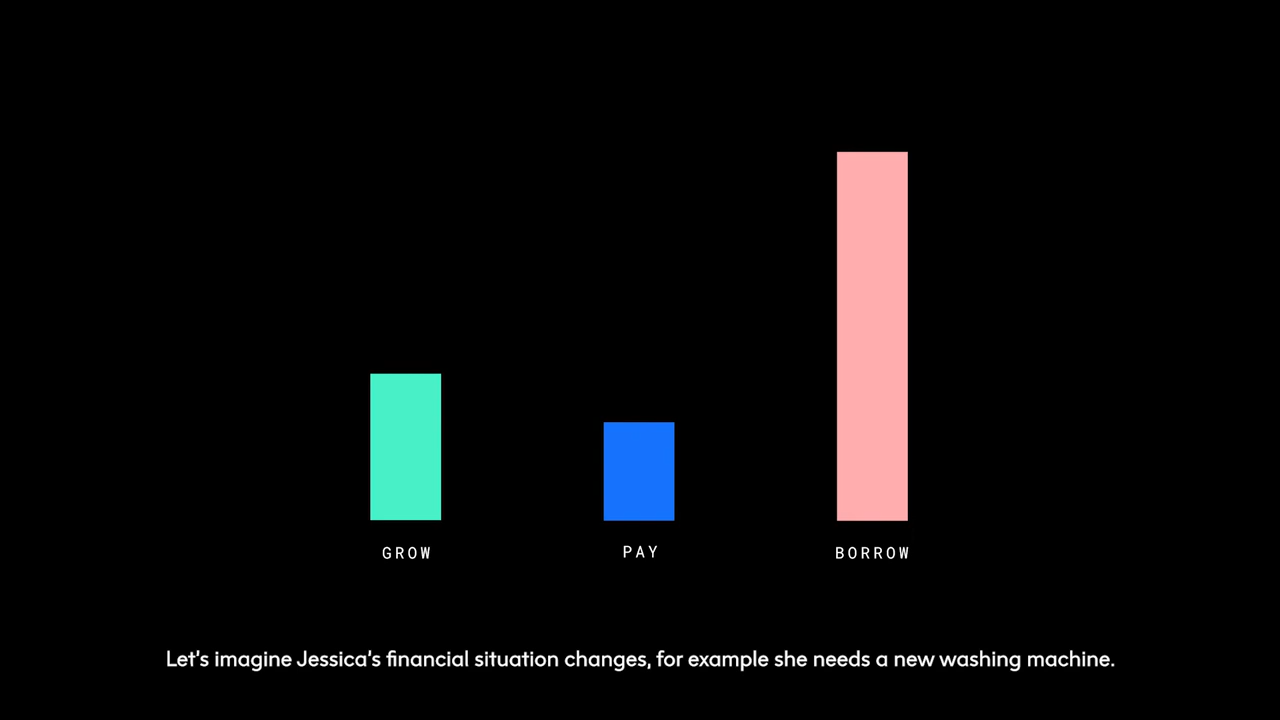 GROW
PAY
BORROW
Let's imagine Jessica's financial situation changes, for example she needs a new washing machine.